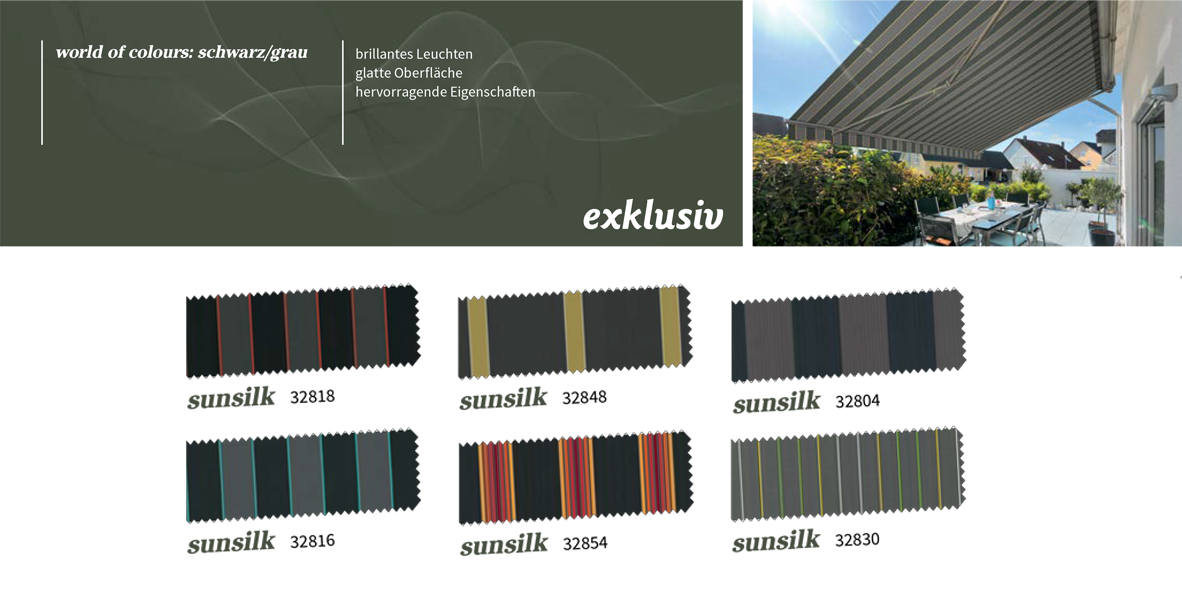 world of colours: schwarz/grau
brillantes Leuchten
glatte Oberfläche
hervorragende Eigenschaften
exklusiv
sunsilk 32818
sunsilk 32848
sunsilk 32804
sunsilk 32816
sunsilk 32854
sunsilk 32830